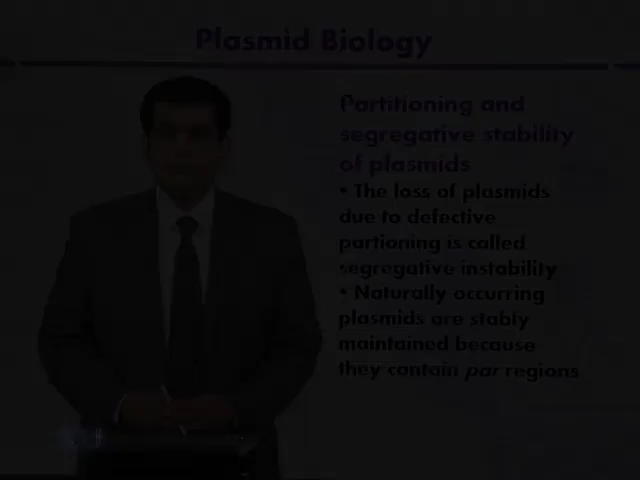 Plasmid Biology
Partitioning and
segregative stability
of plasmids
• The loss of plasmids
due to defective
partioning is called
segregative instability
• Naturally occurring
plasmids are stably
maintained because
they contain par regions